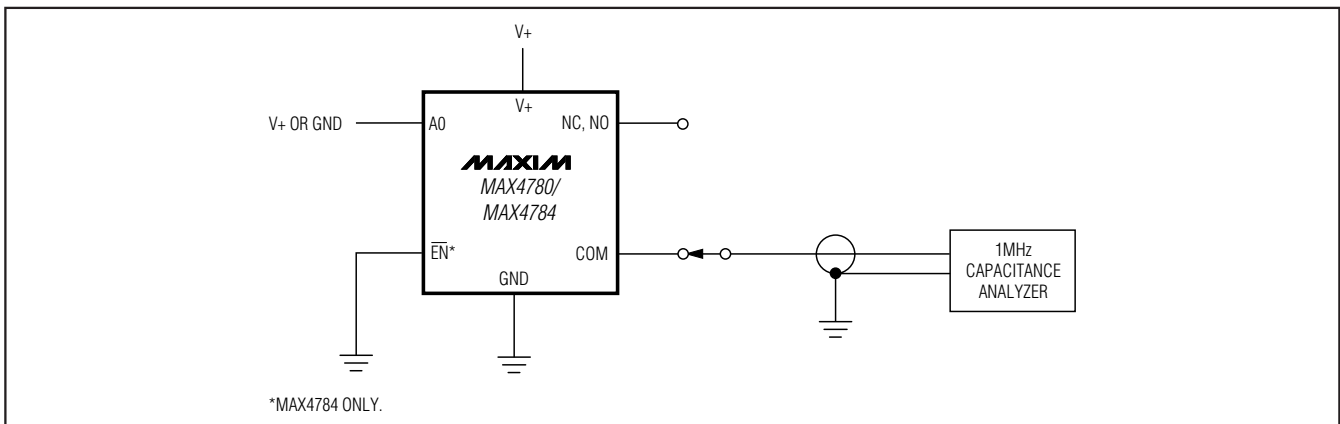 V+
V+
V+ OR GND
A0
NC, NO
MAXIM
MAX4780/
MAX4784
EN*
COM
GND
1MHz
CAPACITANCE
ANALYZER
*MAX4784 ONLY.